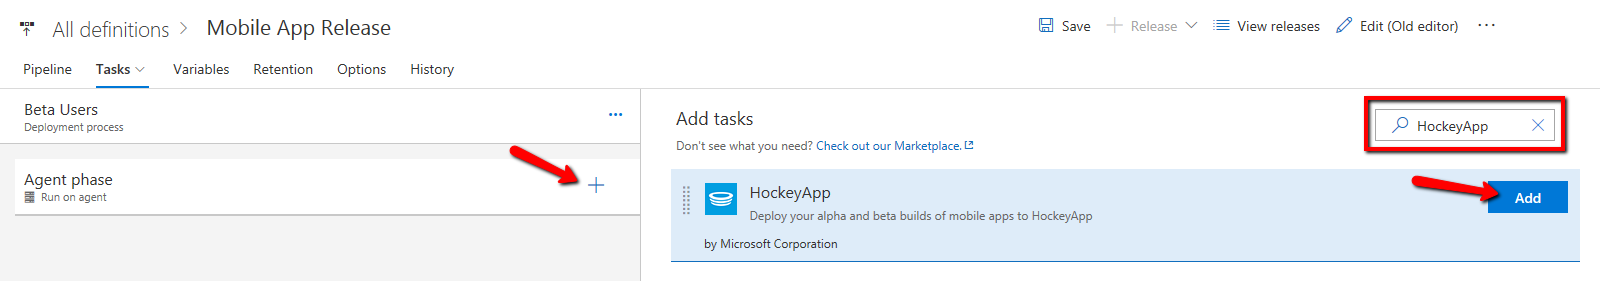 All definitions > Mobile App Release
Save Release View releases Edit (Old editor) ...
Pipeline Tasks Variables Retention Options History
Beta Users
Deployment process
...
Agent phase
Run on agent
+
Add tasks
HockeyApp
Don't see what you need? Check out our Marketplace.
HockeyApp
Deploy your alpha and beta builds of mobile apps to HockeyApp
Add
by Microsoft Corporation